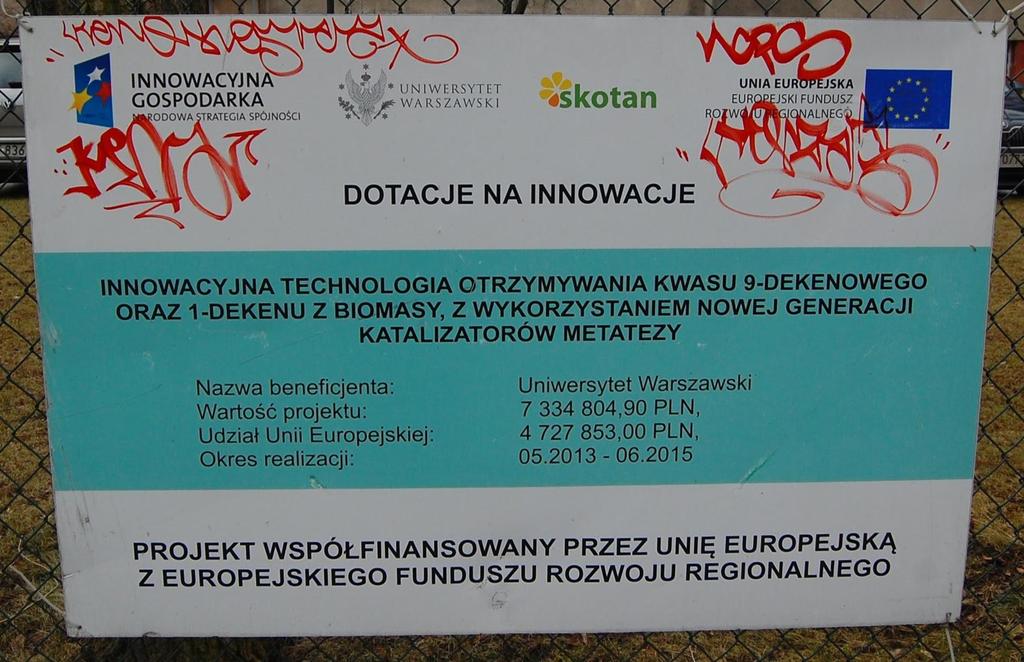 INNOWACYJNA
GOSPODARKA
NARODOWA STRATEGIA SPÓJNOŚCI
UNIWERSYTET
WARSZAWSKI
skotan
UNIA EUROPEJSKA
EUROPEJSKI FUNDUSZ
ROZWOJU REGIONALNEGO
DOTACJE NA INNOWACJE
INNOWACYJNA TECHNOLOGIA OTRZYMYWANIA KWASU 9-DEKENOWEGO
ORAZ 1-DEKENU Z BIOMASY, Z WYKORZYSTANIEM NOWEJ GENERACJI
KATALIZATORÓW METATEZY
Nazwa beneficjenta: Uniwersytet Warszawski
Wartość projektu: 7 334 804,90 PLN,
Udział Unii Europejskiej: 4 727 853,00 PLN,
Okres realizacji: 05.2013 - 06.2015
PROJEKT WSPÓŁFINANSOWANY PRZEZ UNIĘ EUROPEJSKĄ
Z EUROPEJSKIEGO FUNDUSZU ROZWOJU REGIONALNEGO